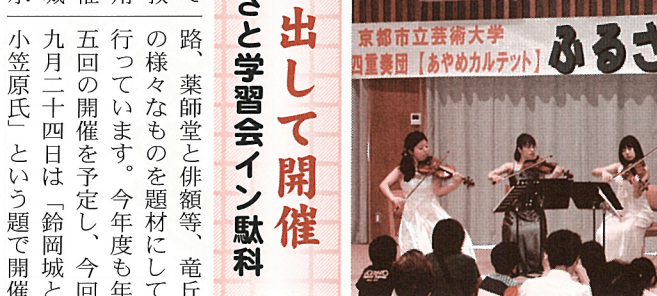 京都市立芸術大学
四重奏団【あやめカルテット】
ふるさ
出して開催
さと学習会イン駄科
路、薬師堂と俳額等、竜丘
の様々なものを題材にして
行っています。今年度も年
五回の開催を予定し、今回
九月二十四日は「鈴岡城と
小笠原氏」という題で開催